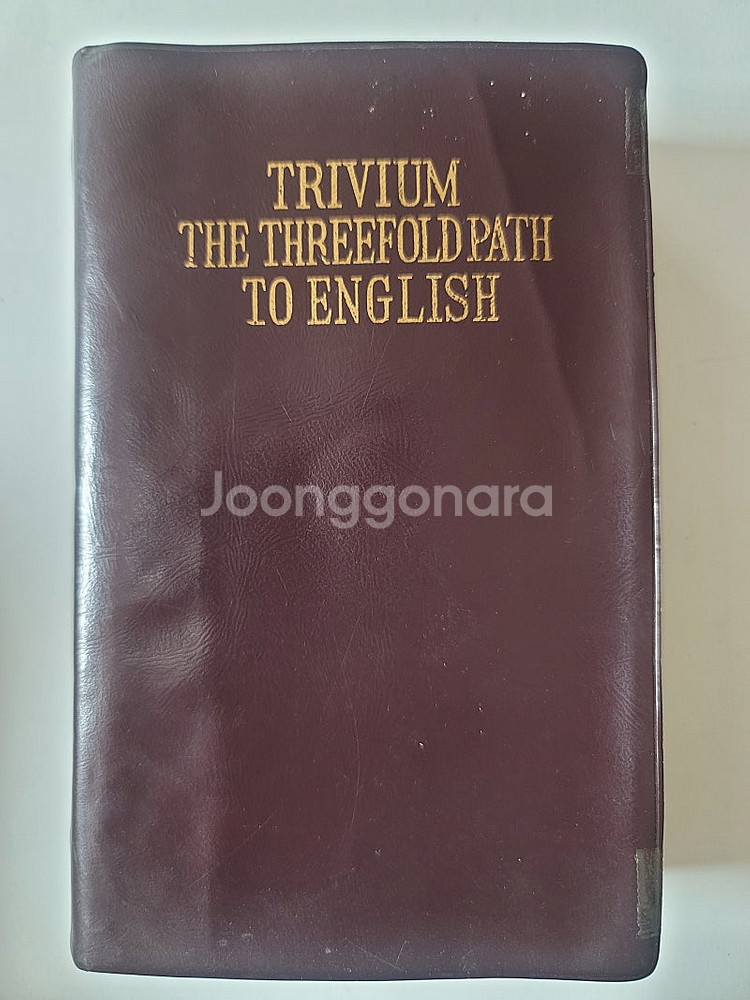 TRIVIUM
THE THREEFOLD PATH
TO ENGLISH
Joonggonara